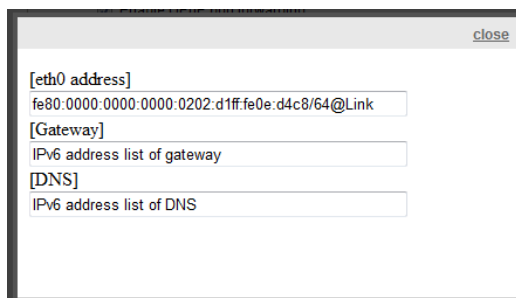 close
[eth0 address]
fe80:0000:0000:0000:0202:d1ff:fe0e:d4c8/64@Link
[Gateway]
IPv6 address list of gateway
[DNS]
IPv6 address list of DNS